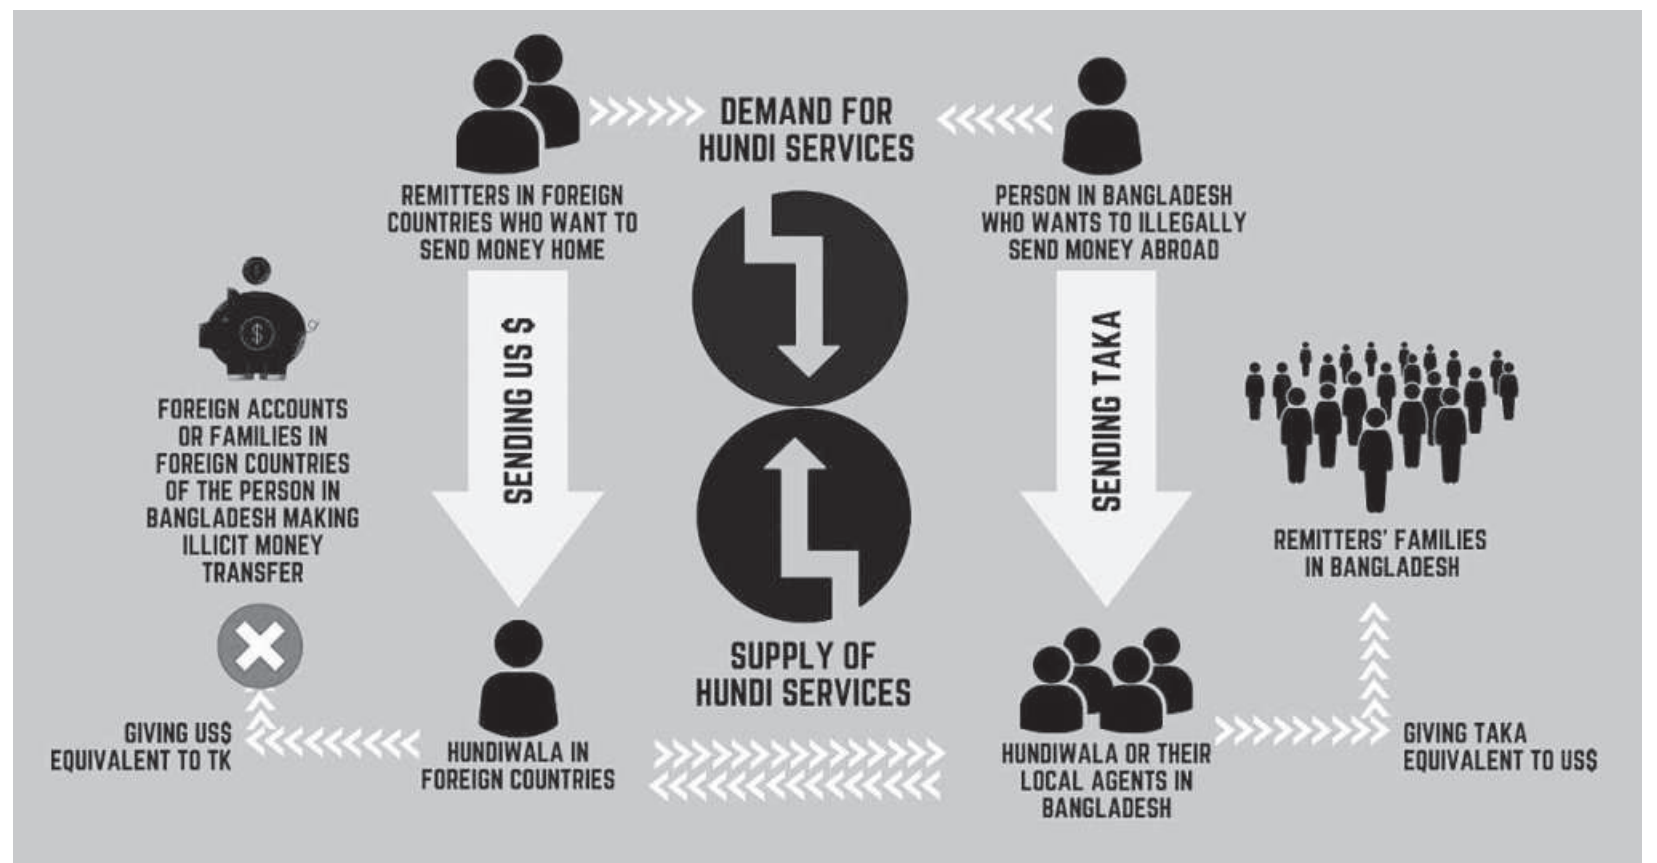 DEMAND FOR
HUNDI SERVICES
REMITTERS IN FOREIGN
COUNTRIES WHO WANT TO
SEND MONEY HOME
PERSON IN BANGLADESH
WHO WANTS TO ILLEGALLY
SEND MONEY ABROAD
$
FOREIGN ACCOUNTS
OR FAMILIES IN
FOREIGN COUNTRIES
OF THE PERSON IN
BANGLADESH MAKING
ILLICIT MONEY
TRANSFER
SENDING US $
SENDING TAKA
REMITTERS' FAMILIES
IN BANGLADESH
SUPPLY OF
HUNDI SERVICES
GIVING US$
EQUIVALENT TO TK
HUNDIWALA IN
FOREIGN COUNTRIES
HUNDIWALA OR THEIR
LOCAL AGENTS IN
BANGLADESH
GIVING TAKA
EQUIVALENT TO US$